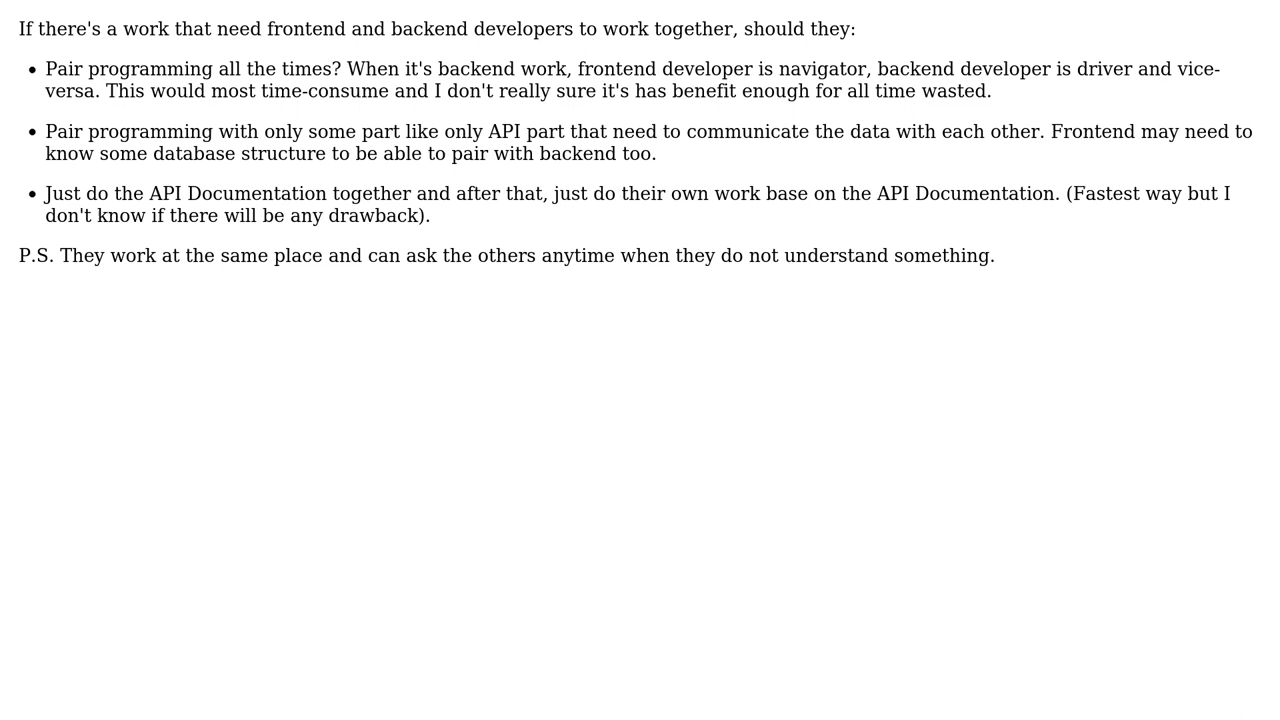 If there's a work that need frontend and backend developers to work together, should they:
• Pair programming all the times? When it's backend work, frontend developer is navigator, backend developer is driver and vice-
versa. This would most time-consume and I don't really sure it's has benefit enough for all time wasted.
• Pair programming with only some part like only API part that need to communicate the data with each other. Frontend may need to
know some database structure to be able to pair with backend too.
• Just do the API Documentation together and after that, just do their own work base on the API Documentation. (Fastest way but I
don't know if there will be any drawback).
P.S. They work at the same place and can ask the others anytime when they do not understand something.